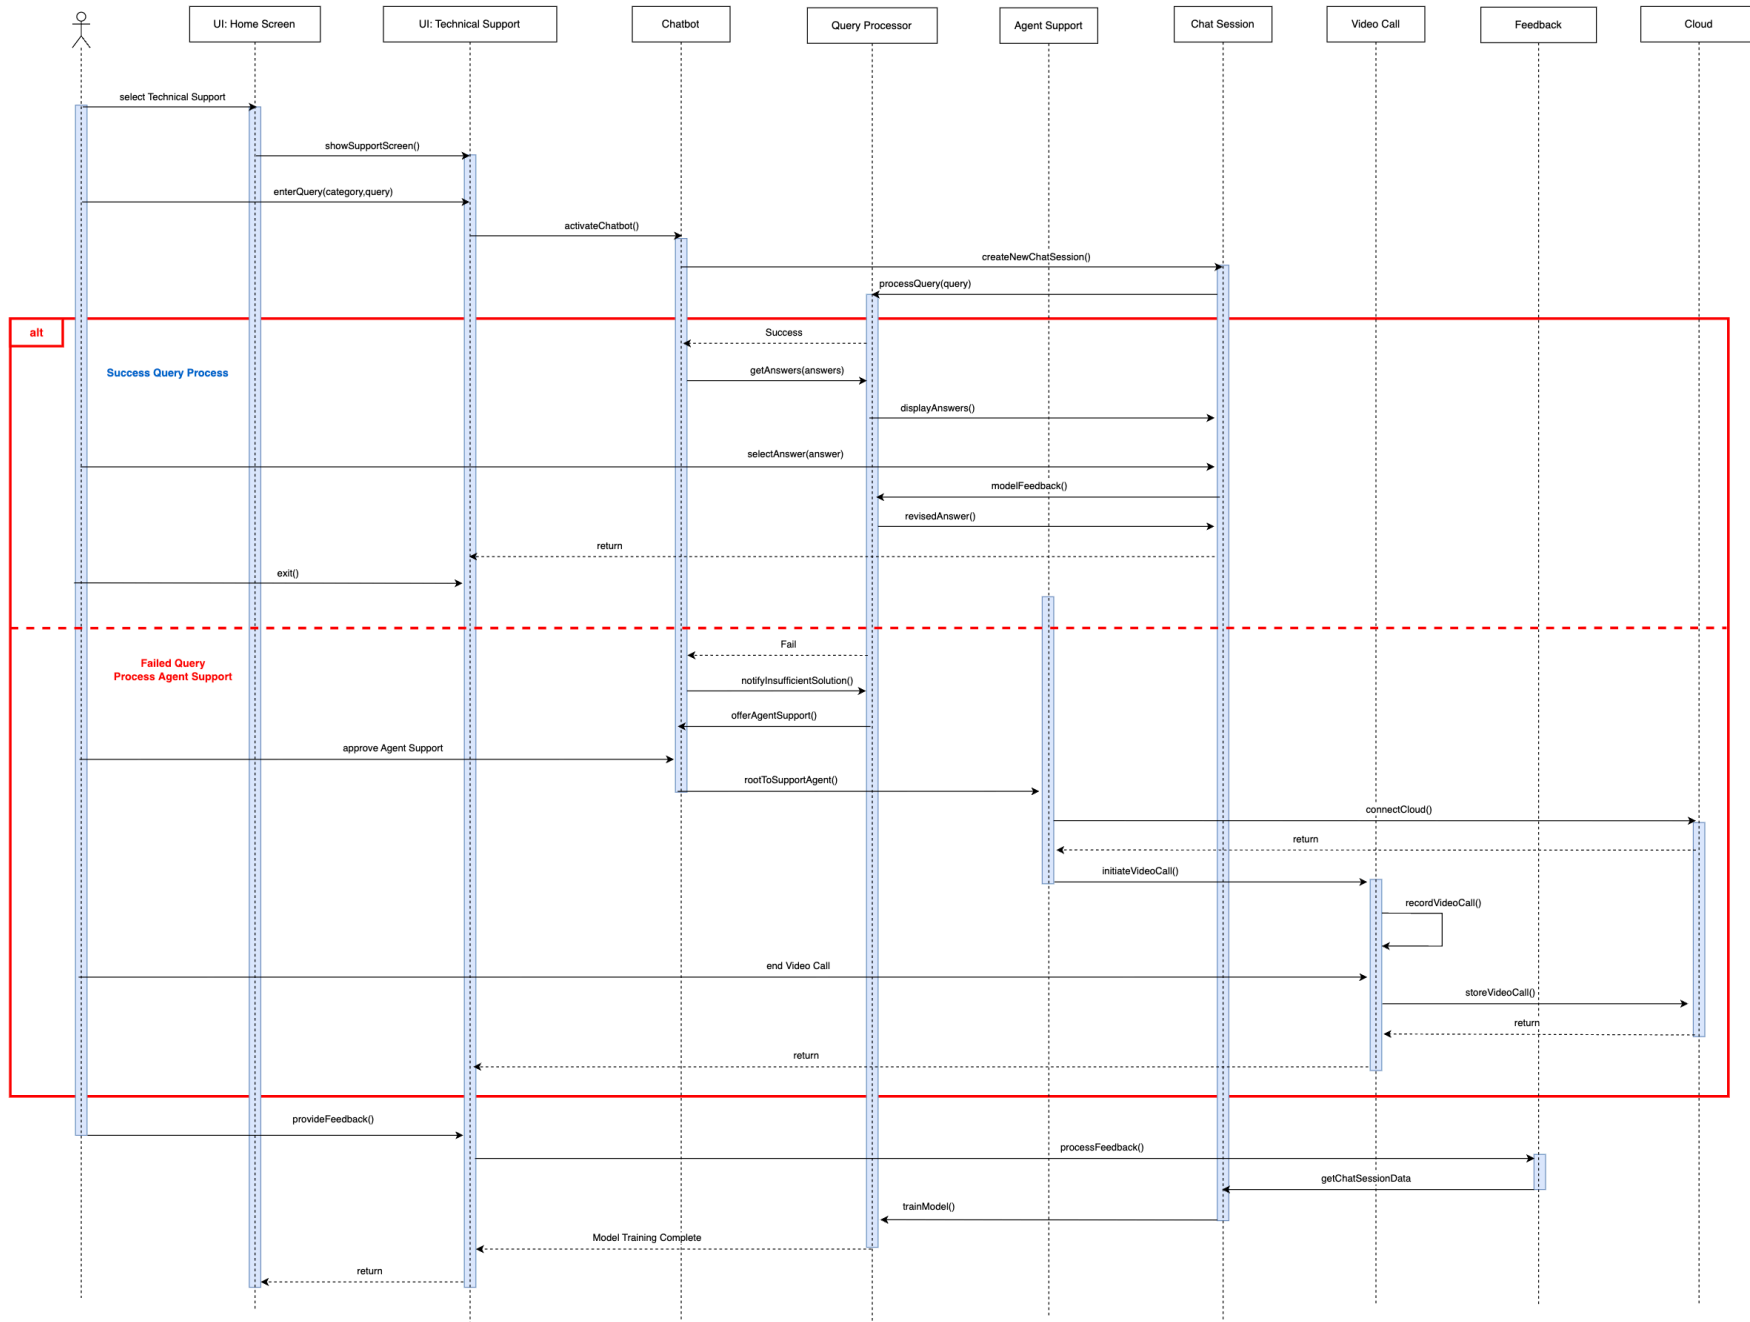 UI: Home Screen
UI: Technical Support
Chatbot
Query Processor
Agent Support
Chat Session
Video Call
Feedback
Cloud
select Technical Support
showSupportScreen()
enterQuery(category,query)
activateChatbot()
createNewChatSession()
processQuery(query)
alt
Success
Success Query Process
getAnswers(answers)
displayAnswers()
selectAnswer(answer)
modelFeedback()
revisedAnswer()
return
exit()
Fail
Failed Query
Process Agent Support
notifyInsufficientSolution()
offerAgentSupport()
approve Agent Support
rootToSupportAgent()
connectCloud()
return
initiateVideoCall()
recordVideoCall()
end Video Call
storeVideoCall()
return
return
provideFeedback()
processFeedback()
getChatSessionData
trainModel()
Model Training Complete
return